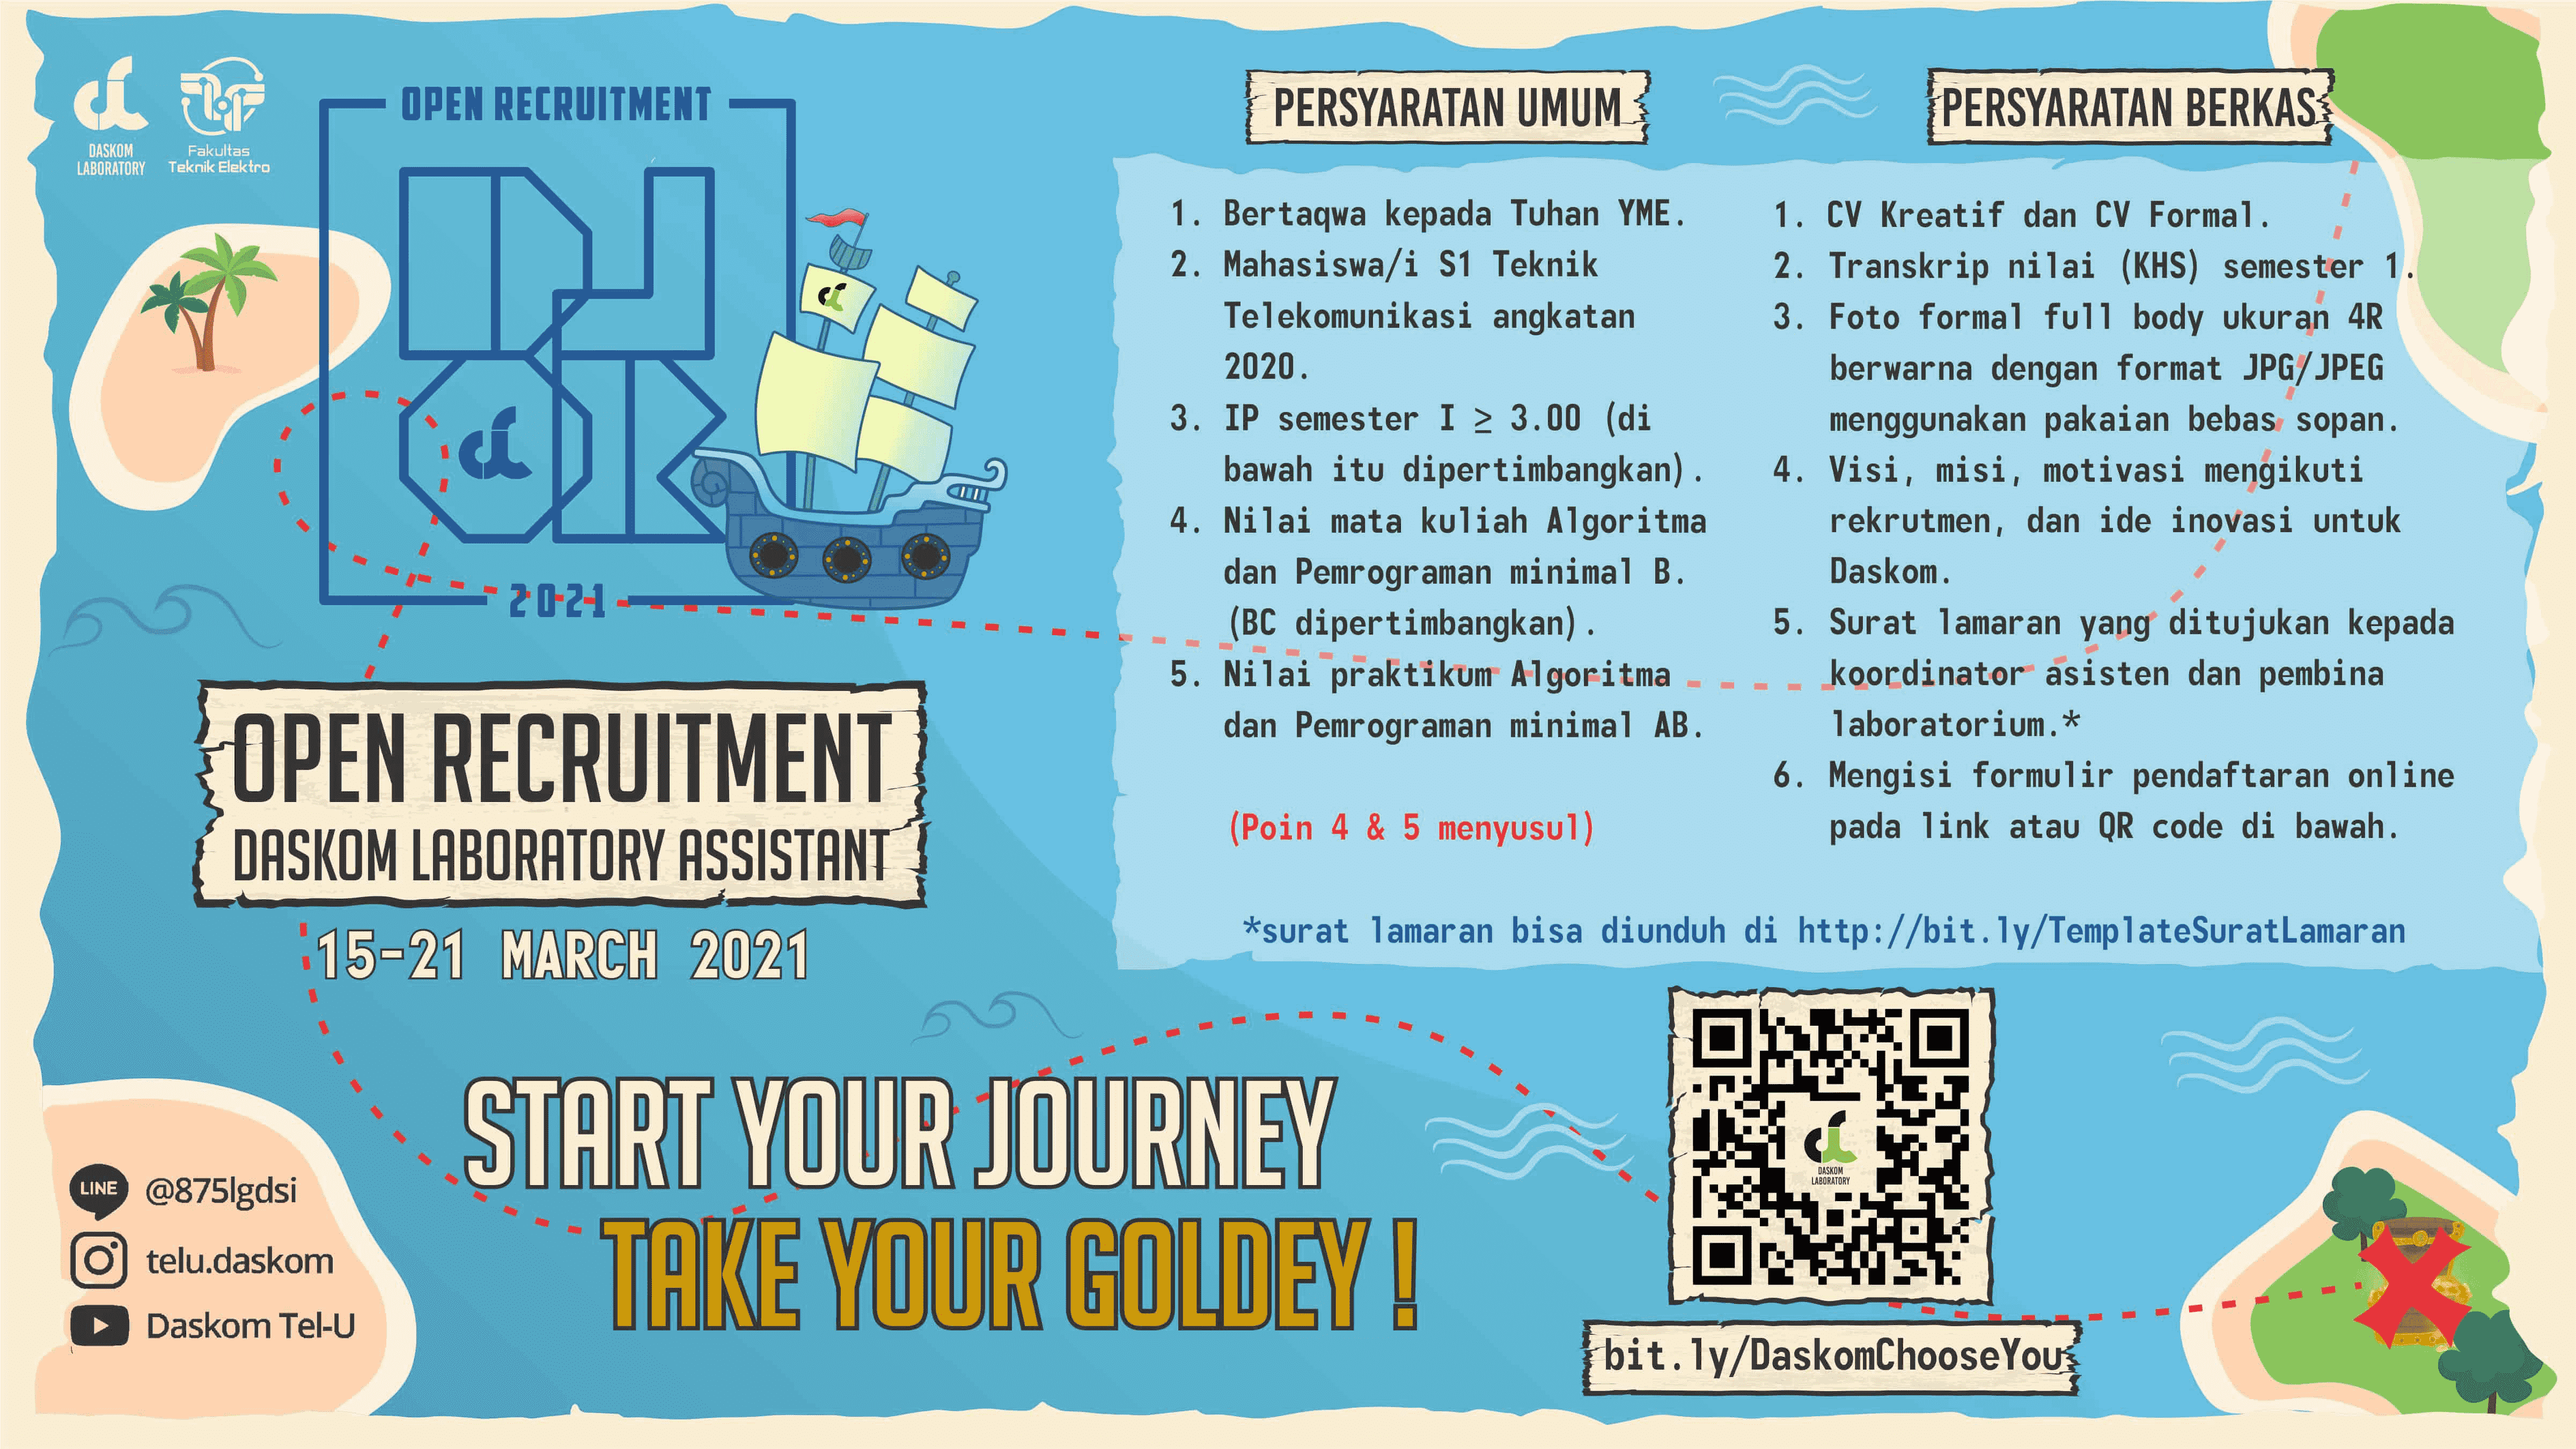 DASKOM
LABORATORY
Fakultas
Teknik Elektro
OPEN RECRUITMENT
2021
OPEN RECRUITMENT
DASKOM LABORATORY ASSISTANT
15-21 MARCH 2021
START YOUR JOURNEY
TAKE YOUR GOLDEY !
LINE
@875lgdsi
telu.daskom
Daskom Tel-U
PERSYARATAN UMUM
1. Bertaqwa kepada Tuhan YME.
2. Mahasiswa/i S1 Teknik
Telekomunikasi angkatan
2020.
3. IP semester I ≥ 3.00 (di
bawah itu dipertimbangkan).
4. Nilai mata kuliah Algoritma
dan Pemrograman minimal B.
(BC dipertimbangkan).
5. Nilai praktikum Algoritma
dan Pemrograman minimal AB.
(Poin 4 & 5 menyusul)
PERSYARATAN BERKAS
1. CV Kreatif dan CV Formal.
2. Transkrip nilai (KHS) semester 1.
3. Foto formal full body ukuran 4R
berwarna dengan format JPG/JPEG
menggunakan pakaian bebas sopan.
4. Visi, misi, motivasi mengikuti
rekrutmen, dan ide inovasi untuk
Daskom.
5. Surat lamaran yang ditujukan kepada
koordinator asisten dan pembina
laboratorium.*
6. Mengisi formulir pendaftaran online
pada link atau QR code di bawah.
*surat lamaran bisa diunduh di http://bit.ly/TemplateSuratLamaran
DASKOM
LABORATORY
bit.ly/DaskomChooseYou